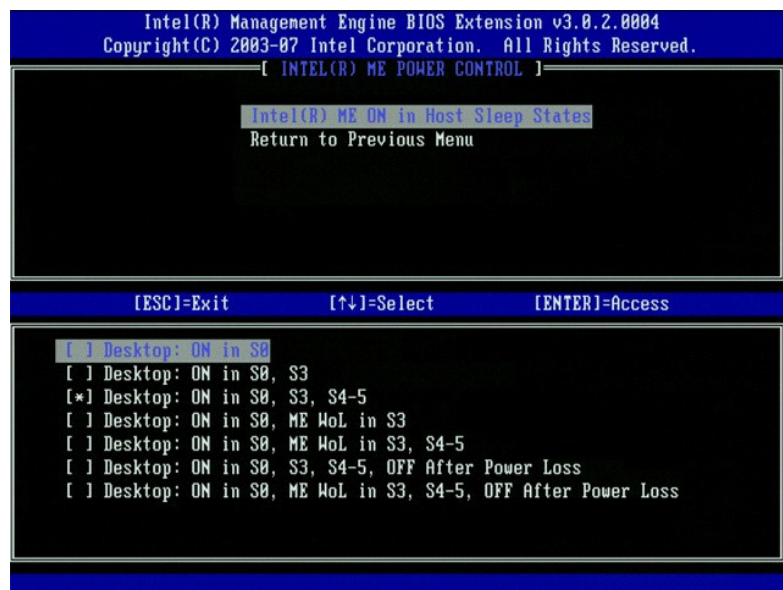 Intel(R) Management Engine BIOS Extension v3.0.2.0004
Copyright(C) 2003-07 Intel Corporation. All Rights Reserved.
[ INTEL(R) ME POWER CONTROL ]
Intel(R) ME ON in Host Sleep States
Return to Previous Menu
[ESC]=Exit [↑↓]=Select [ENTER]=Access
[ ] Desktop: ON in S0
[ ] Desktop: ON in S0, S3
[*] Desktop: ON in S0, S3, S4-5
[ ] Desktop: ON in S0, ME WoL in S3
[ ] Desktop: ON in S0, ME WoL in S3, S4-5
[ ] Desktop: ON in S0, S3, S4-5, OFF After Power Loss
[ ] Desktop: ON in S0, ME WoL in S3, S4-5, OFF After Power Loss